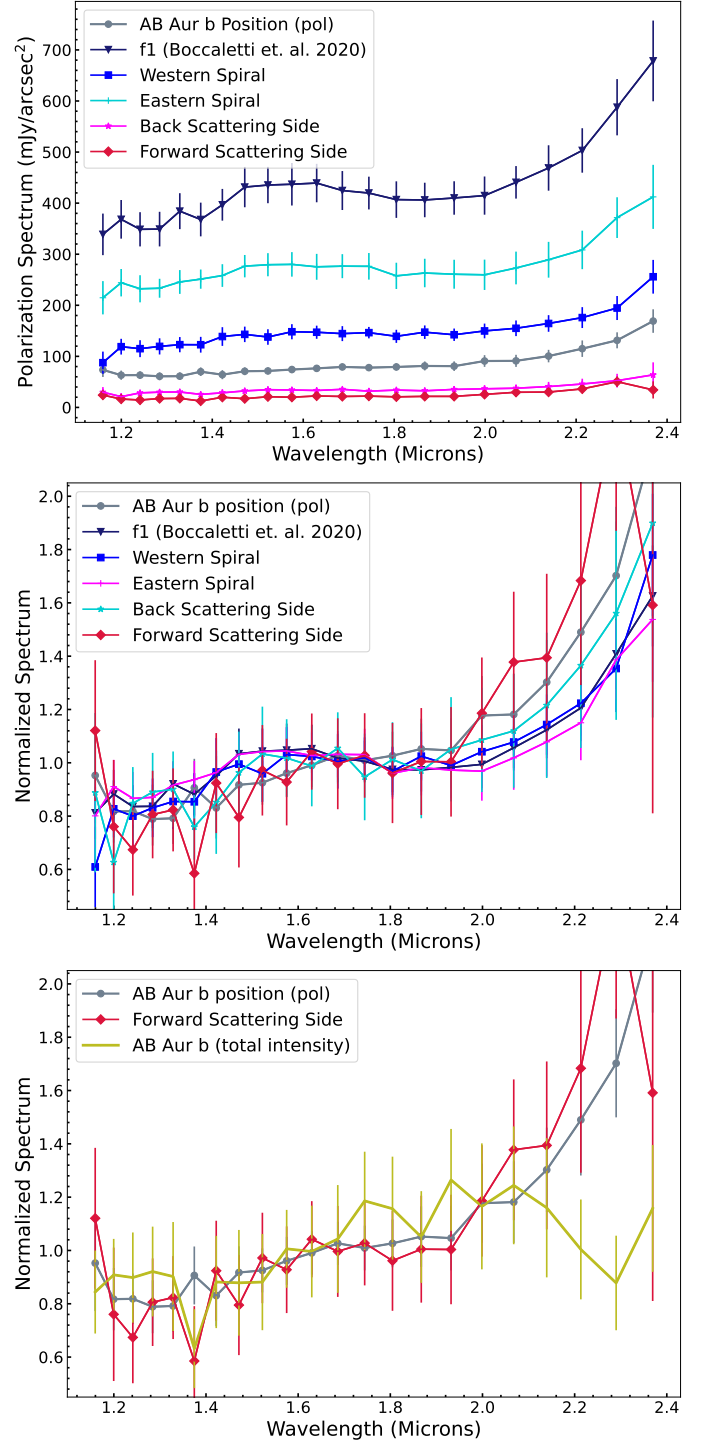 AB Aur b Position (pol)
f1 (Boccaletti et. al. 2020)
Western Spiral
Eastern Spiral
Back Scattering Side
Forward Scattering Side
Polarization Spectrum (mJy/arcsec²)
700
600
500
400
300
200
100
0
1.2 1.4 1.6 1.8 2.0 2.2 2.4
Wavelength (Microns)
AB Aur b position (pol)
f1 (Boccaletti et. al. 2020)
Western Spiral
Eastern Spiral
Back Scattering Side
Forward Scattering Side
Normalized Spectrum
2.0
1.8
1.6
1.4
1.2
1.0
0.8
0.6
1.2 1.4 1.6 1.8 2.0 2.2 2.4
Wavelength (Microns)
AB Aur b position (pol)
Forward Scattering Side
AB Aur b (total intensity)
Normalized Spectrum
2.0
1.8
1.6
1.4
1.2
1.0
0.8
0.6
1.2 1.4 1.6 1.8 2.0 2.2 2.4
Wavelength (Microns)